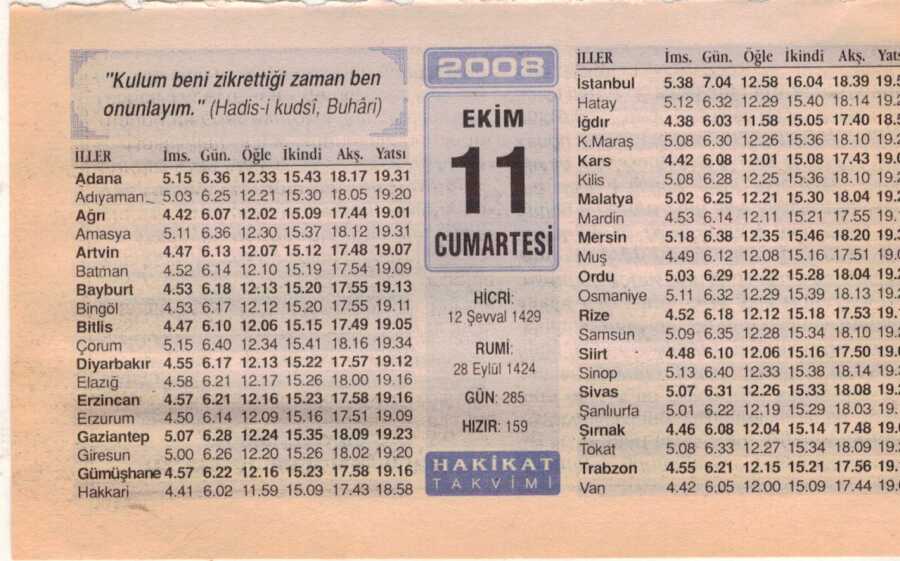 "Kulum beni zikrettiği zaman ben
onunlayım." (Hadis-i kudsî, Buhâri)
İLLER İms. Gün. Öğle İkindi Akş. Yatsı
Adana 5.15 6.36 12.33 15.43 18.17 19.31
Adıyaman 5.03 6.25 12.21 15.30 18.05 19.20
Ağrı 4.42 6.07 12.02 15.09 17.44 19.01
Amasya 5.11 6.36 12.30 15.37 18.12 19.31
Artvin 4.47 6.13 12.07 15.12 17.48 19.07
Batman 4.52 6.14 12.10 15.19 17.54 19.09
Bayburt 4.53 6.18 12.13 15.20 17.55 19.13
Bingöl 4.53 6.17 12.12 15.20 17.55 19.11
Bitlis 4.47 6.10 12.06 15.15 17.49 19.05
Çorum 5.15 6.40 12.34 15.41 18.16 19.34
Diyarbakır 4.55 6.17 12.13 15.22 17.57 19.12
Elazığ 4.58 6.21 12.17 15.26 18.00 19.16
Erzincan 4.57 6.21 12.16 15.23 17.58 19.16
Erzurum 4.50 6.14 12.09 15.16 17.51 19.09
Gaziantep 5.07 6.28 12.24 15.35 18.09 19.23
Giresun 5.00 6.26 12.20 15.26 18.02 19.20
Gümüşhane 4.57 6.22 12.16 15.23 17.58 19.16
Hakkari 4.41 6.02 11.59 15.09 17.43 18.58
2008
EKİM
11
CUMARTESİ
HİCRİ:
12 Şevval 1429
RUMİ:
28 Eylül 1424
GÜN: 285
HIZIR: 159
HAKİKAT
TAKVİMİ
İLLER İms. Gün. Öğle İkindi Akş.
İstanbul 5.38 7.04 12.58 16.04 18.39
Hatay 5.12 6.32 12.29 15.40 18.14
Iğdır 4.38 6.03 11.58 15.05 17.40
K.Maraş 5.08 6.30 12.26 15.36 18.10
Kars 4.42 6.08 12.01 15.08 17.43
Kilis 5.08 6.28 12.25 15.36 18.10
Malatya 5.02 6.25 12.21 15.30 18.04
Mardin 4.53 6.14 12.11 15.21 17.55
Mersin 5.18 6.38 12.35 15.46 18.20
Muş 4.49 6.12 12.08 15.16 17.51
Ordu 5.03 6.29 12.22 15.28 18.04
Osmaniye 5.11 6.32 12.29 15.39 18.13
Rize 4.52 6.18 12.12 15.18 17.53
Samsun 5.09 6.35 12.28 15.34 18.10
Siirt 4.48 6.10 12.06 15.16 17.50
Sinop 5.13 6.40 12.33 15.38 18.14
Sivas 5.07 6.31 12.26 15.33 18.08
Şanlıurfa 5.01 6.22 12.19 15.29 18.03
Şırnak 4.46 6.08 12.04 15.14 17.48
Tokat 5.08 6.33 12.27 15.34 18.09
Trabzon 4.55 6.21 12.15 15.21 17.56
Van 4.42 6.05 12.00 15.09 17.44